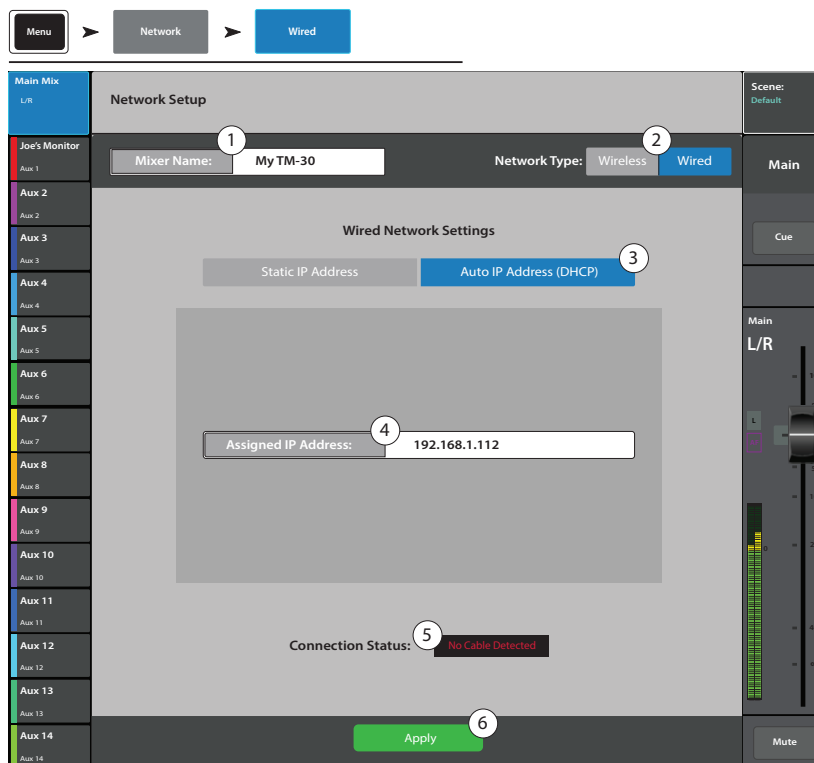 Menu
Network
Wired
Main Mix
L/R
Network Setup
Scene:
Default
1
2
Mixer Name: My TM-30
Network Type: Wireless Wired
Main
Joe's Monitor
Aux 1
Aux 2
Aux 2
Aux 3
Aux 3
Aux 4
Aux 4
Aux 5
Aux 5
Aux 6
Aux 6
Aux 7
Aux 7
Aux 8
Aux 8
Aux 9
Aux 9
Aux 10
Aux 10
Aux 11
Aux 11
Aux 12
Aux 12
Aux 13
Aux 13
Aux 14
Aux 14
Wired Network Settings
3
Static IP Address Auto IP Address (DHCP)
4
Assigned IP Address: 192.168.1.112
5
Connection Status: No Cable Detected
6
Apply
Cue
Main
L/R
L
0
Mute